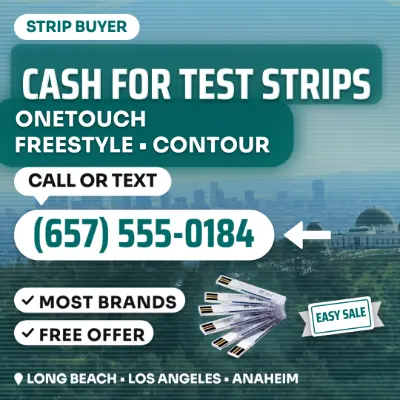 STRIP BUYER
CASH FOR TEST STRIPS
ONETOUCH
FREESTYLE ▪ CONTOUR
CALL OR TEXT
(657) 555-0184
✓ MOST BRANDS
✓ FREE OFFER
EASY SALE
LONG BEACH ▪ LOS ANGELES ▪ ANAHEIM